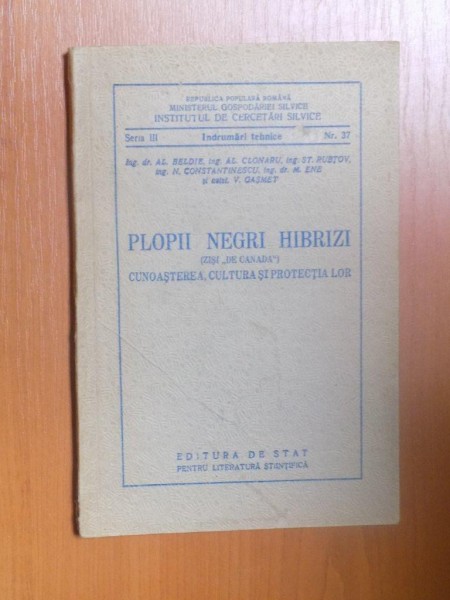 REPUBLICA POPULARĂ ROMÂNĂ
MINISTERUL GOSPODĂRIEI SILVICE
INSTITUTUL DE CERCETĂRI SILVICE
Seria III Indrumări tehnice Nr. 37
Ing. dr. AL. BELDIE, ing. AL. CLONARU, ing. ST. RUBȚOV,
ing. N. CONSTANTINESCU, ing. dr. M. ENE
și asist. V. GAȘMET
PLOPII NEGRI HIBRIZI
(ZIȘI „DE CANADA")
CUNOAȘTEREA, CULTURA ȘI PROTECȚIA LOR
EDITURA DE STAT
PENTRU LITERATURĂ ȘTIINȚIFICĂ